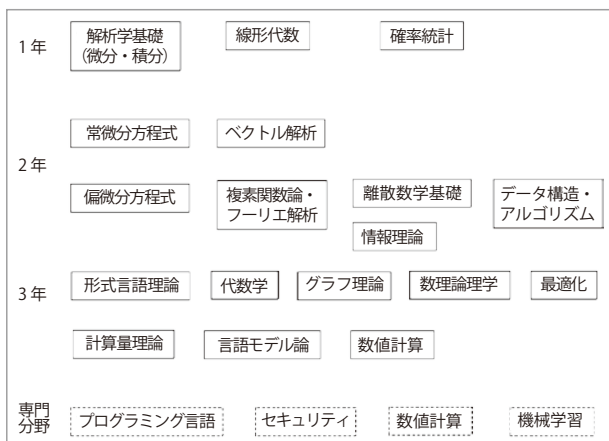 1 年
解析学基礎
(微分・積分)
線形代数
確率統計
常微分方程式
ベクトル解析
2 年
偏微分方程式
複素関数論・
フーリエ解析
離散数学基礎
データ構造・
アルゴリズム
情報理論
3 年
形式言語理論
代数学
グラフ理論
数理論理学
最適化
計算量理論
言語モデル論
数値計算
専門
分野
プログラミング言語
セキュリティ
数値計算
機械学習